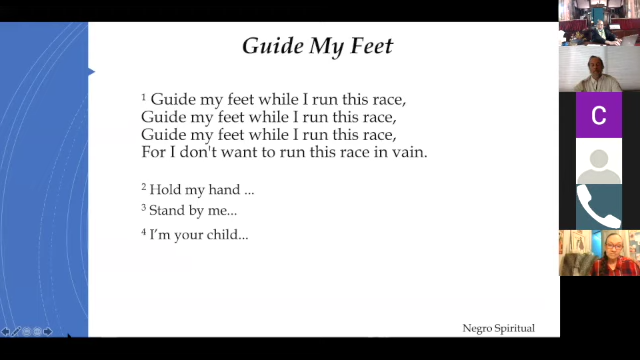 Guide My Feet
1 Guide my feet while I run this race,
Guide my feet while I run this race,
Guide my feet while I run this race,
For I don't want to run this race in vain.
2 Hold my hand ...
3 Stand by me...
4 I'm your child...
Negro Spiritual
C